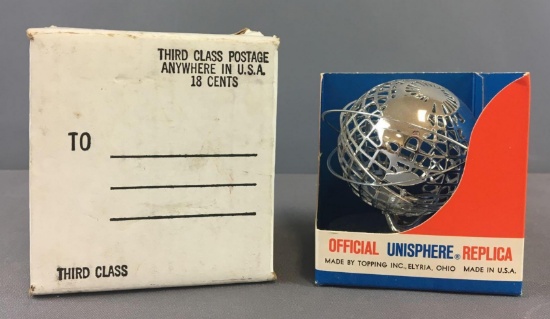 THIRD CLASS POSTAGE
ANYWHERE IN U.S.A.
18 CENTS
TO
THIRD CLASS
OFFICIAL UNISPHERE® REPLICA
MADE BY TOPPING INC., ELYRIA, OHIO MADE IN U.S.A.